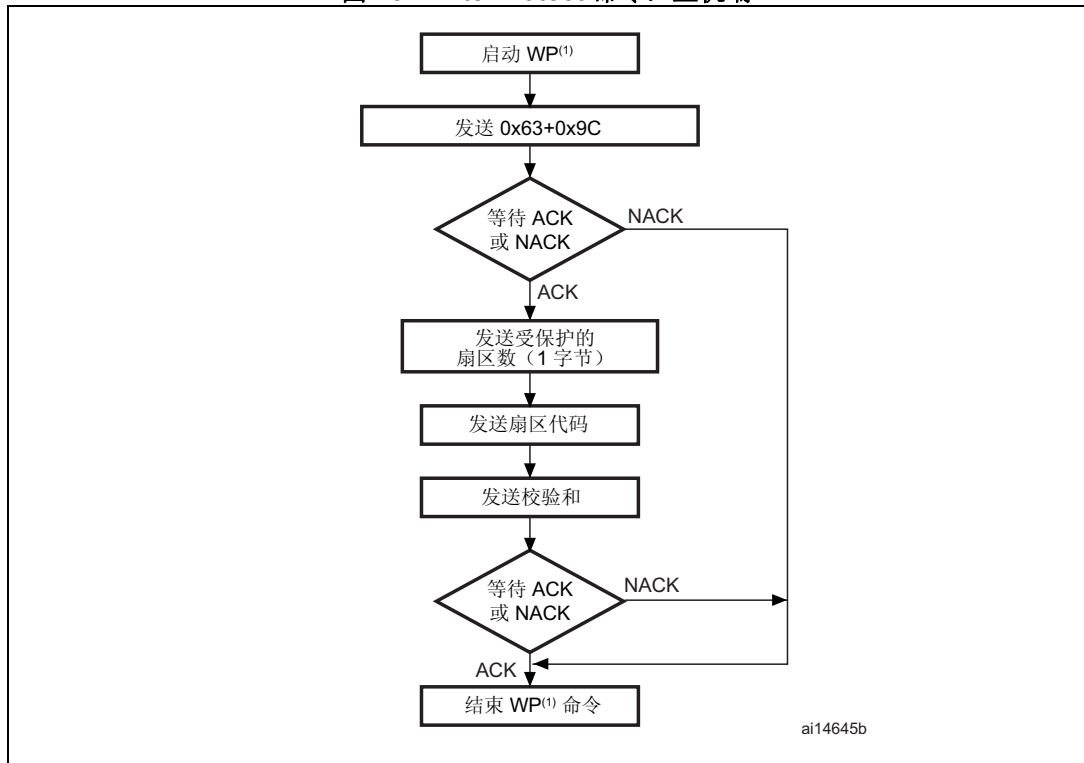 启动 WP(1)
发送 0x63+0x9C
等待 ACK
或 NACK
NACK
ACK
发送受保护的
扇区数（1 字节）
发送扇区代码
发送校验和
等待 ACK
或 NACK
NACK
ACK
结束 WP(1) 命令
ai14645b